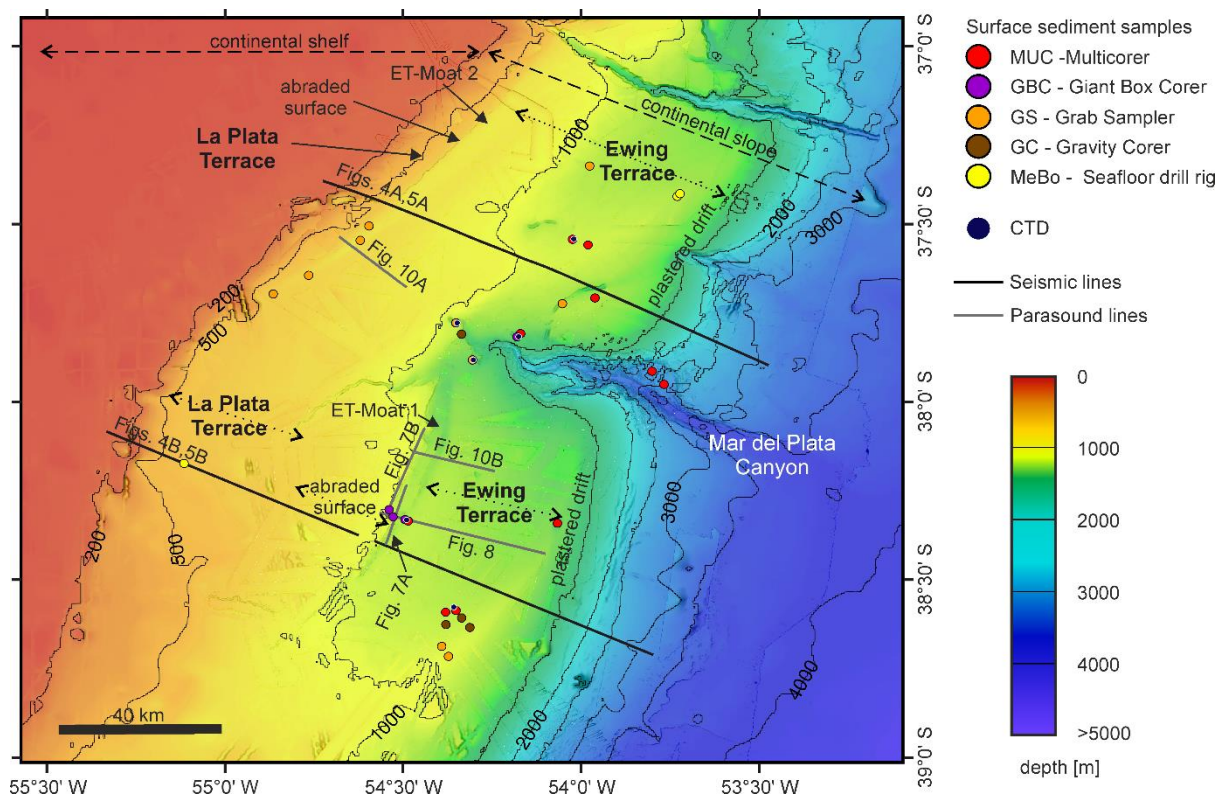 continental shelf
ET-Moat 2
abraded
surface
La Plata
Terrace
Figs. 4A,5A
1000
Ewing
Terrace
continental slope
2000
3000
plastered drift
Fig. 10A
200
500
La Plata
Terrace
Figs. 4B,5B
ET-Moat 1
Fig. 7B
Fig. 10B
Mar del Plata
Canyon
abraded
surface
Ewing
Terrace
plastered drift
3000
200
500
Fig. 8
Fig. 7A
4000
1000
2000
40 km
55°30' W
55°0' W
54°30' W
54°0' W
53°30' W
37°0' S
37°30' S
38°0' S
38°30' S
39°0' S
Surface sediment samples
MUC -Multicorer
GBC - Giant Box Corer
GS - Grab Sampler
GC - Gravity Corer
MeBo - Seafloor drill rig
CTD
Seismic lines
Parasound lines
0
1000
2000
3000
4000
>5000
depth [m]